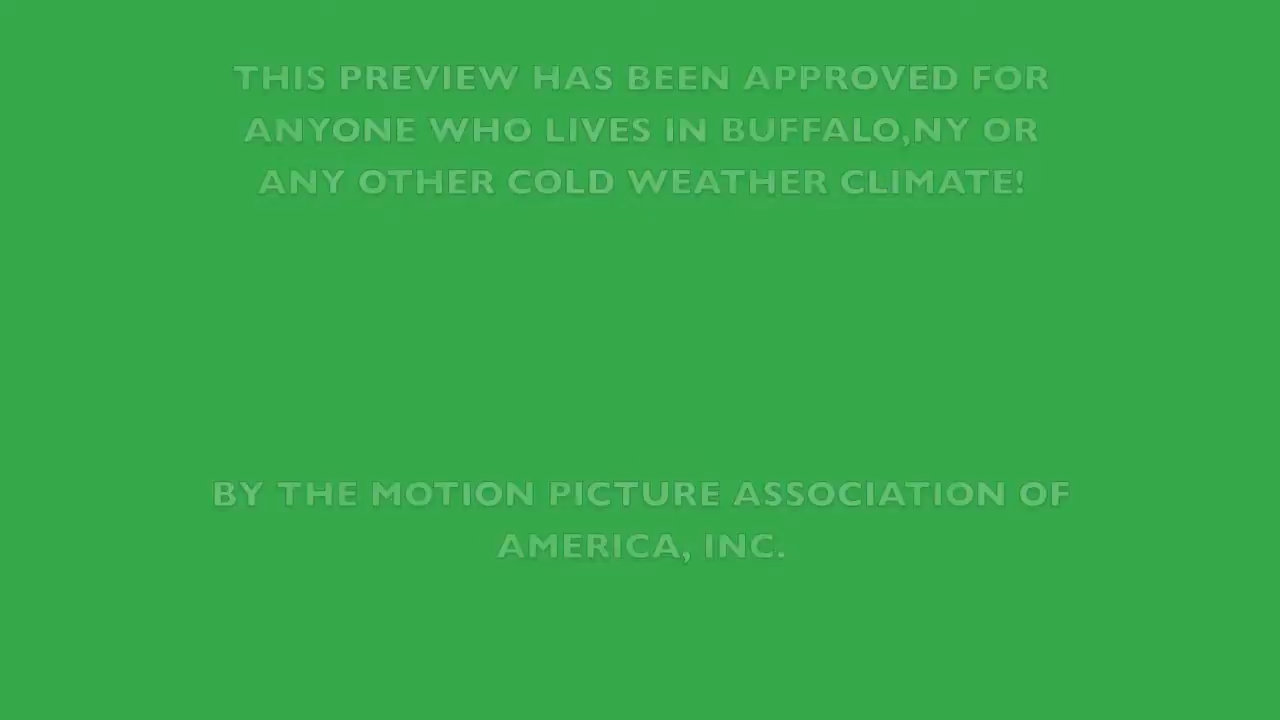 THIS PREVIEW HAS BEEN APPROVED FOR
ANYONE WHO LIVES IN BUFFALO,NY OR
ANY OTHER COLD WEATHER CLIMATE!
BY THE MOTION PICTURE ASSOCIATION OF
AMERICA, INC.